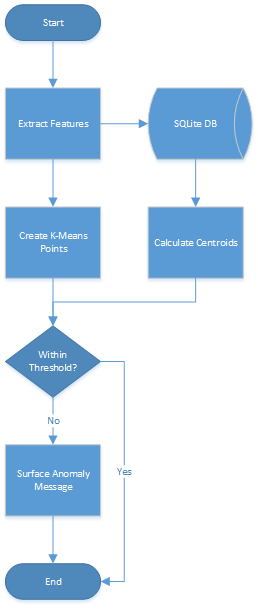 Start
Extract Features
SQLite DB
Create K-Means
Points
Calculate Centroids
Within
Threshold?
No
Yes
Surface Anomaly
Message
End